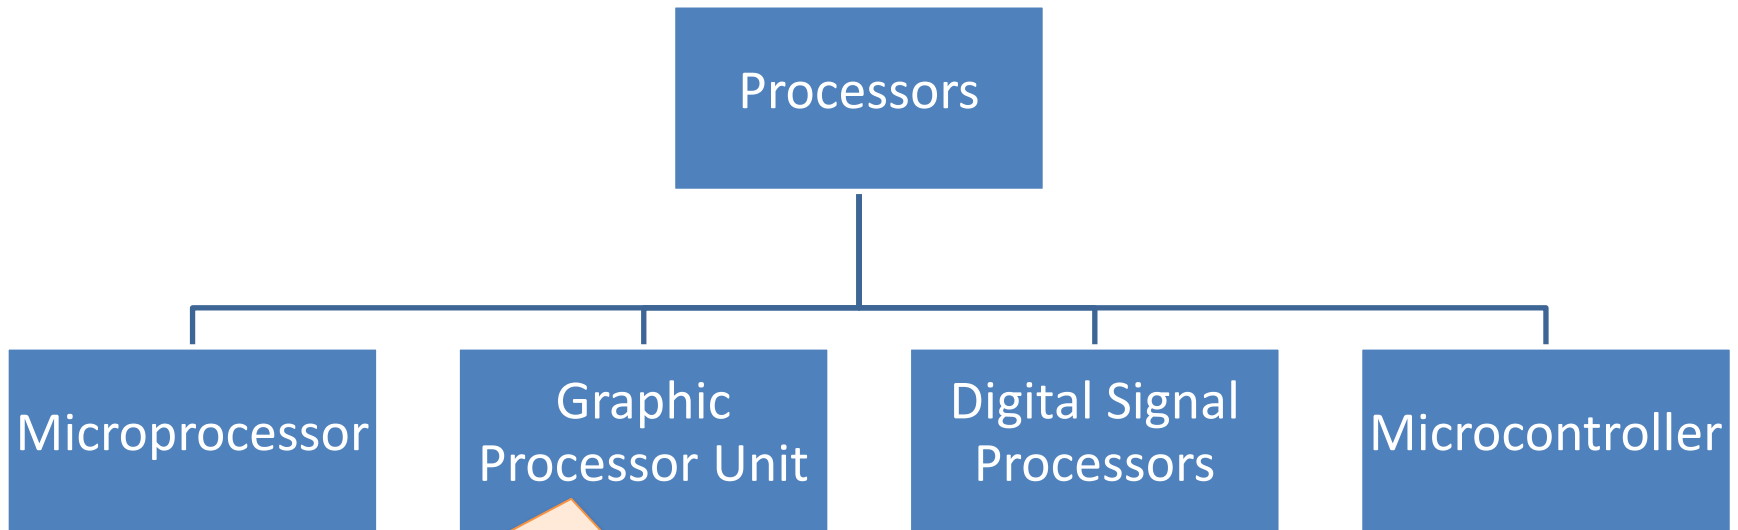 Processors
Microprocessor
Graphic
Processor Unit
Digital Signal
Processors
Microcontroller